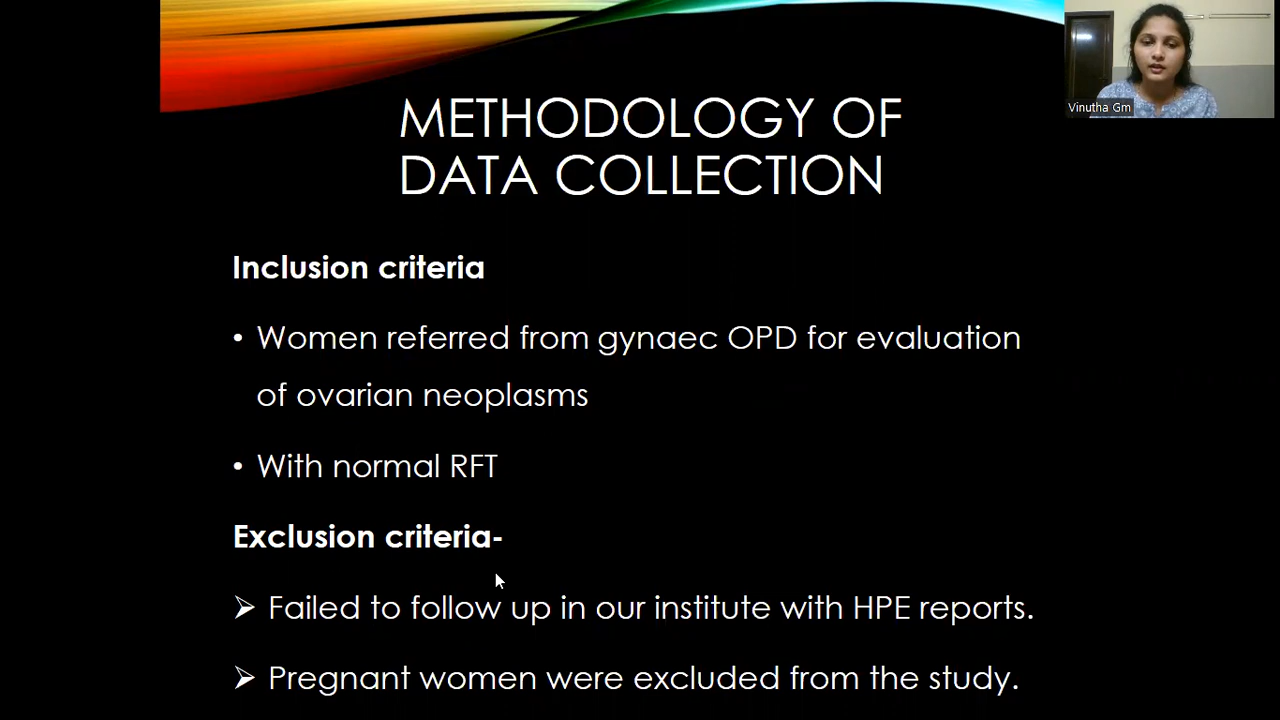 METHODOLOGY OF
DATA COLLECTION
Vinutha Gm
Inclusion criteria
• Women referred from gynaec OPD for evaluation
of ovarian neoplasms
• With normal RFT
Exclusion criteria-
➢ Failed to follow up in our institute with HPE reports.
➢ Pregnant women were excluded from the study.